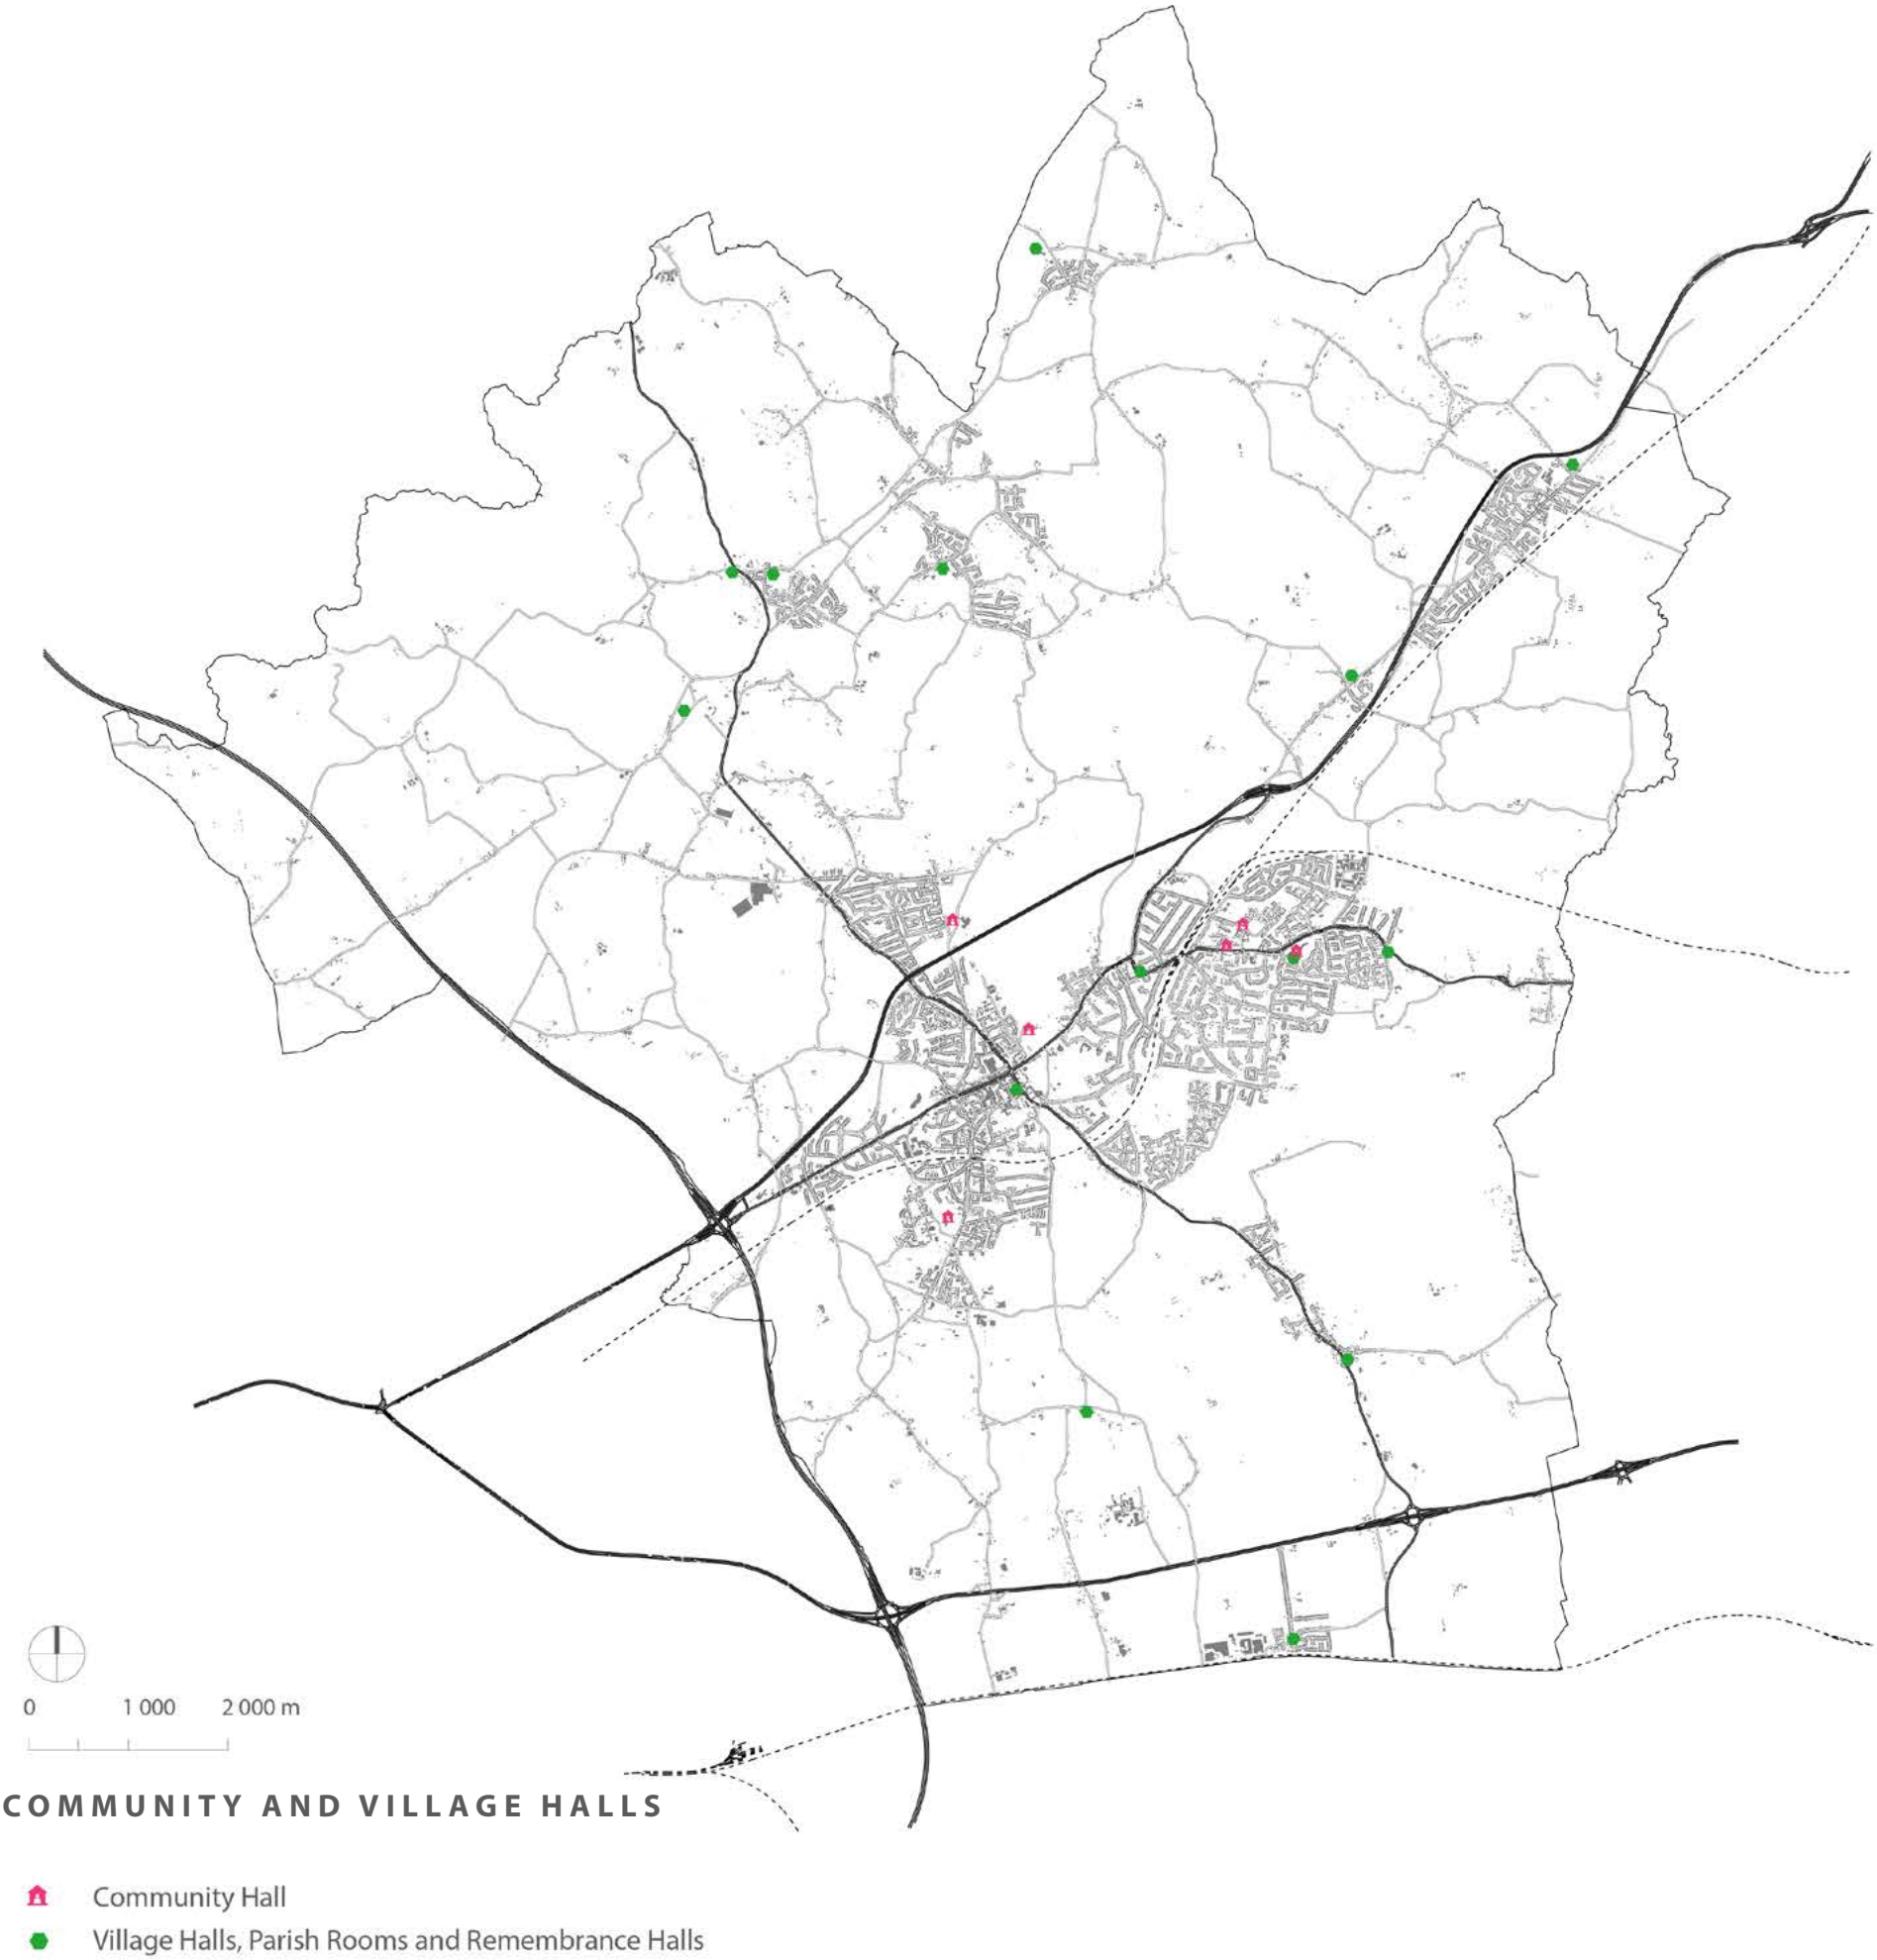 0 1 000 2 000 m
COMMUNITY AND VILLAGE HALLS
Community Hall
Village Halls, Parish Rooms and Remembrance Halls